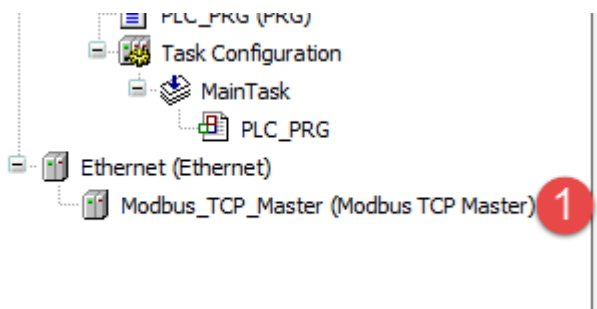 PLC_PRG (PRG)
Task Configuration
MainTask
PLC_PRG
Ethernet (Ethernet)
Modbus_TCP_Master (Modbus TCP Master) 1